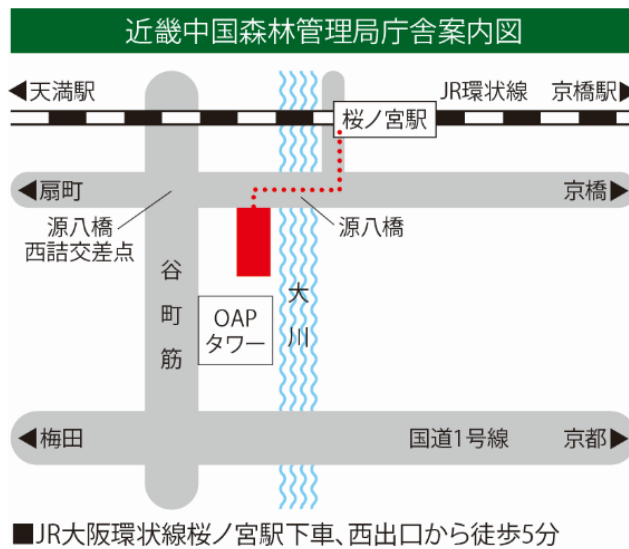 近畿中国森林管理局庁舎案内図
◀天満駅
JR環状線
京橋駅▶
桜ノ宮駅
◀扇町
京橋▶
源八橋
西詰交差点
源八橋
谷町筋
大川
OAP
タワー
◀梅田
国道1号線
京都▶
■JR大阪環状線桜ノ宮駅下車、西出口から徒歩5分